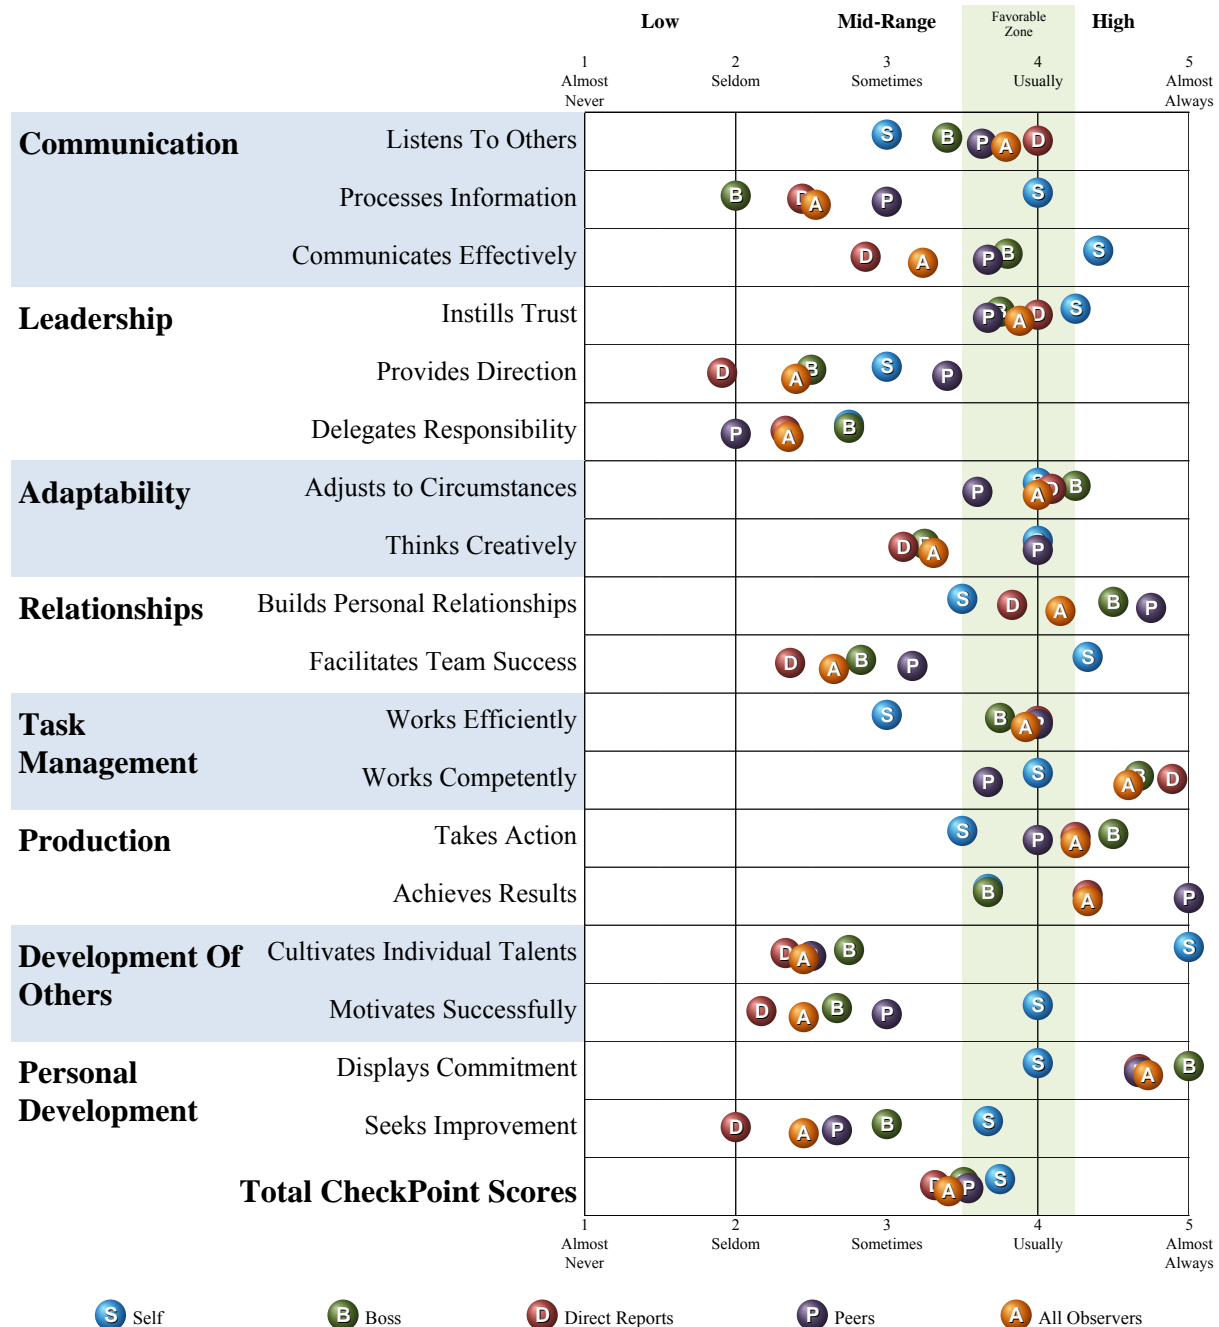 Low Mid-Range Favorable Zone High
1 2 3 4 5
Almost Never Seldom Sometimes Usually Almost Always
Communication
Listens To Others
S B P A D
Processes Information
B D A P S
Communicates Effectively
D A P B S
Leadership
Instills Trust
P B A D S
Provides Direction
D A B S P
Delegates Responsibility
P A B
Adaptability
Adjusts to Circumstances
P S A D B
Thinks Creatively
D B A P
Relationships
Builds Personal Relationships
S D A B P
Facilitates Team Success
D A B P S
Task
Management
Works Efficiently
S B A P
Works Competently
P S A B D
Production
Takes Action
S P A B
Achieves Results
B A P
Development Of
Others
Cultivates Individual Talents
D A B S
Motivates Successfully
D A B P S
Personal
Development
Displays Commitment
S A B
Seeks Improvement
D A P B S
Total CheckPoint Scores
D A P S
1 2 3 4 5
Almost Never Seldom Sometimes Usually Almost Always
S Self B Boss D Direct Reports P Peers A All Observers